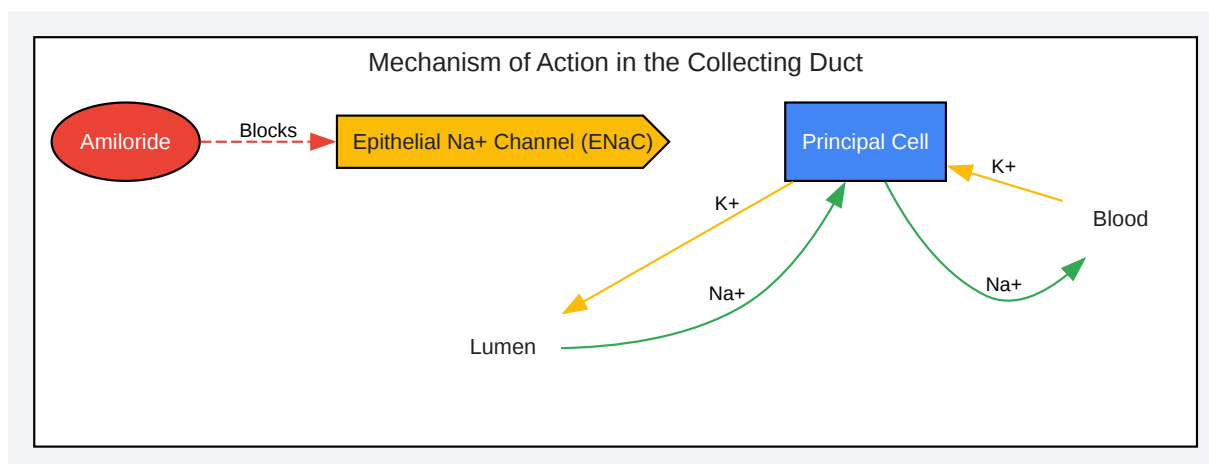 Mechanism of Action in the Collecting Duct
Amiloride
Blocks
Epithelial Na+ Channel (ENaC)
Principal Cell
K+
Blood
K+
Na+
Na+
Lumen